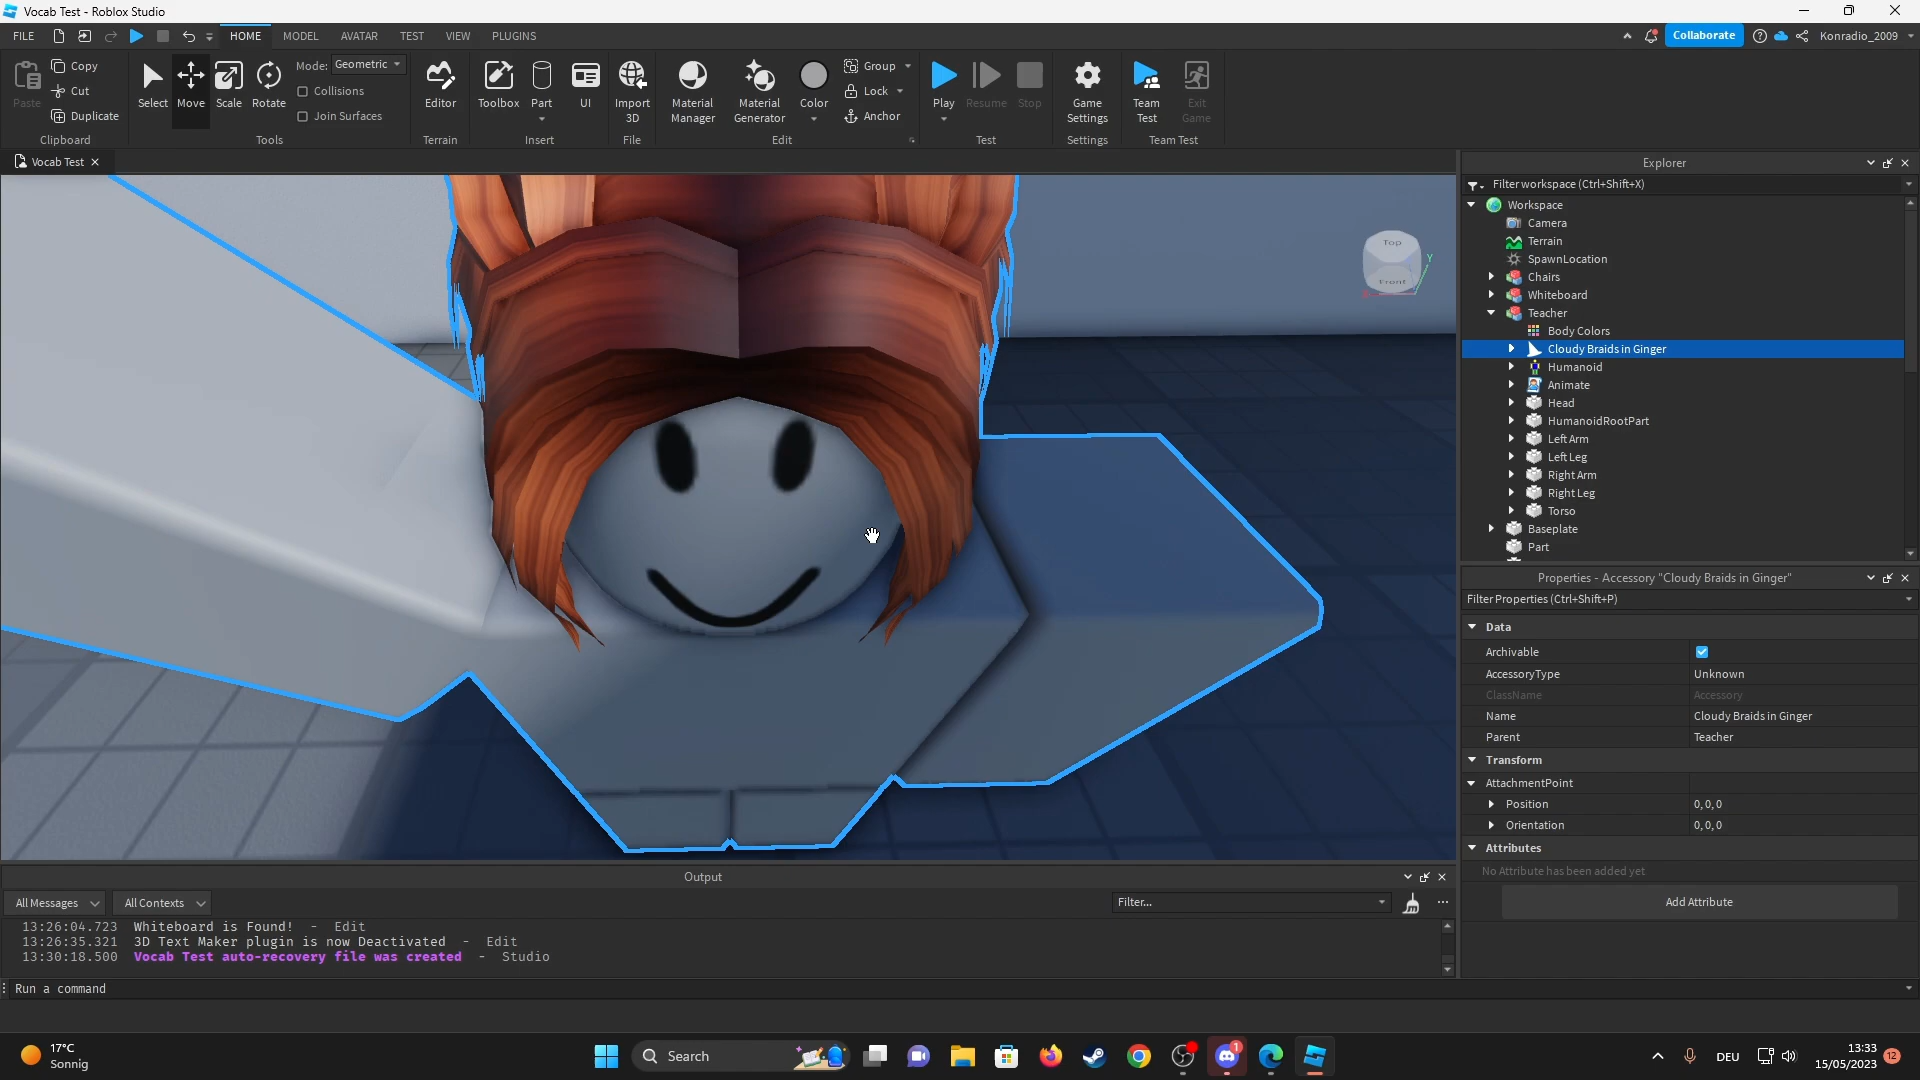 Vocab Test - Roblox Studio
FILE HOME MODEL AVATAR TEST VIEW PLUGINS Collaborate Konradio_2009
Paste
Copy
Cut
Duplicate
Clipboard
Select Move Scale Rotate
Mode: Geometric
Collisions
Join Surfaces
Tools
Editor
Terrain
Toolbox Part UI
Insert
Import
3D
File
Material
Manager
Material
Generator
Color
Group
Lock
Anchor
Edit
Play Resume Stop
Test
Game
Settings
Settings
Team
Test
Exit
Game
Team Test
Vocab Test
Top
Front
Y
Explorer
Filter workspace (Ctrl+Shift+X)
Workspace
Camera
Terrain
SpawnLocation
Chairs
Whiteboard
Teacher
Body Colors
Cloudy Braids in Ginger
Humanoid
Animate
Head
HumanoidRootPart
Left Arm
Left Leg
Right Arm
Right Leg
Torso
Baseplate
Part
Properties - Accessory "Cloudy Braids in Ginger"
Filter Properties (Ctrl+Shift+P)
Data
Archivable
AccessoryType Unknown
ClassName Accessory
Name Cloudy Braids in Ginger
Parent Teacher
Transform
AttachmentPoint
Position 0, 0, 0
Orientation 0, 0, 0
Attributes
No Attribute has been added yet
Add Attribute
Output
All Messages All Contexts Filter...
13:26:04.723 Whiteboard is Found! - Edit
13:26:35.321 3D Text Maker plugin is now Deactivated - Edit
13:30:18.500 Vocab Test auto-recovery file was created - Studio
Run a command
17°C
Sonnig
Search
1
DEU
13:33
15/05/2023
12